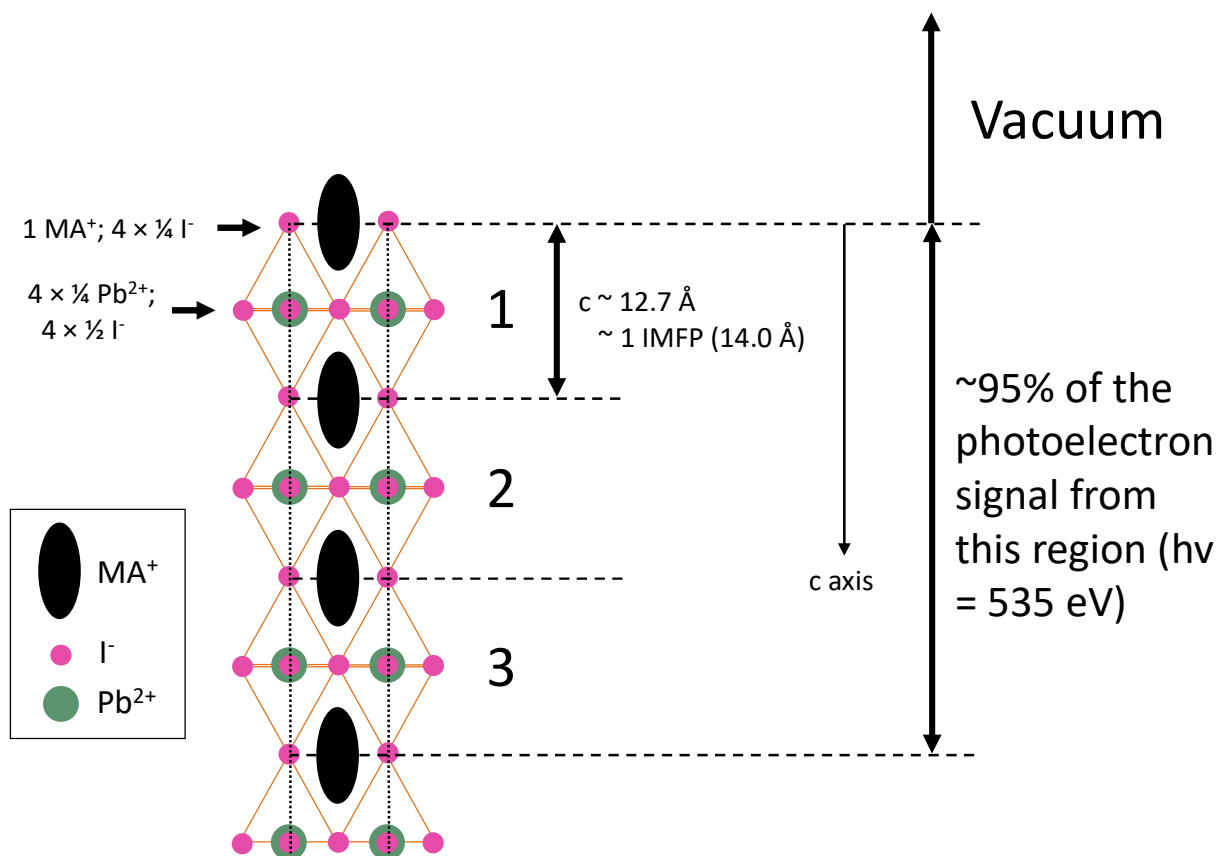 Vacuum
1 MA⁺; 4 × ¼ I⁻
4 × ¼ Pb²⁺;
4 × ½ I⁻
1
c ~ 12.7 Å
~ 1 IMFP (14.0 Å)
~95% of the
photoelectron
signal from
this region (hv
= 535 eV)
2
c axis
3
MA⁺
I⁻
Pb²⁺